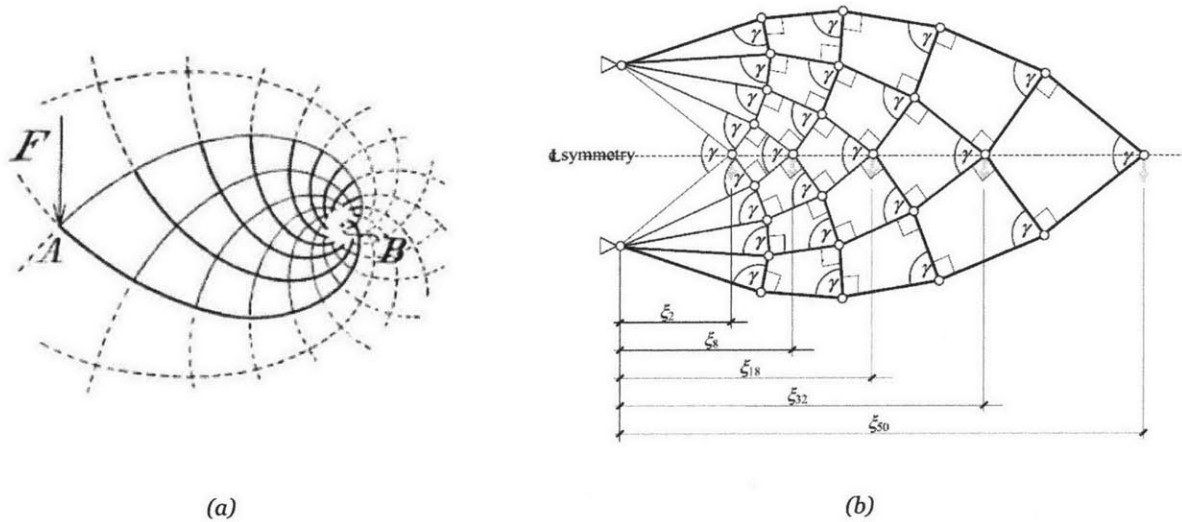 F
A
B
γ γ γ
γ γ γ
γ γ
γ γ
℄ symmetry γ γ γ γ γ
γ γ
γ γ
γ γ γ
γ γ γ
ξ₂
ξ₈
ξ₁₈
ξ₃₂
ξ₅₀
(a)
(b)